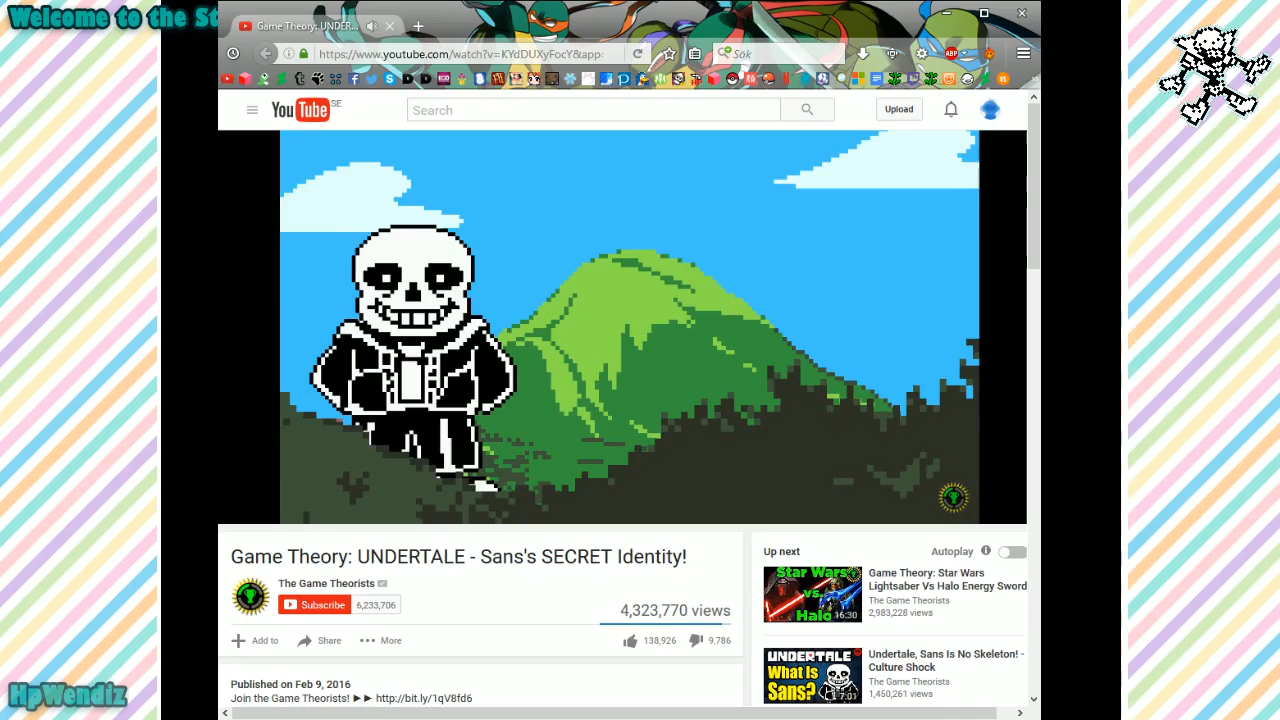 Welcome to the St
Game Theory: UNDER...
https://www.youtube.com/watch?v=KYdDUXyFocY&app=
Sök
ABP
YouTube SE
Search
Upload
Game Theory: UNDERTALE - Sans's SECRET Identity!
The Game Theorists
Subscribe 6,233,706
4,323,770 views
Add to Share More
138,926 9,786
Published on Feb 9, 2016
Join the Game Theorists! ►► http://bit.ly/1qV8fd6
Up next
Autoplay
Star Wars
vs.
Halo
16:30
Game Theory: Star Wars
Lightsaber Vs Halo Energy Sword
The Game Theorists
2,983,228 views
UNDERTALE
What Is
Sans?
17:01
Undertale, Sans Is No Skeleton! -
Culture Shock
The Game Theorists
1,450,261 views
HpWendiz